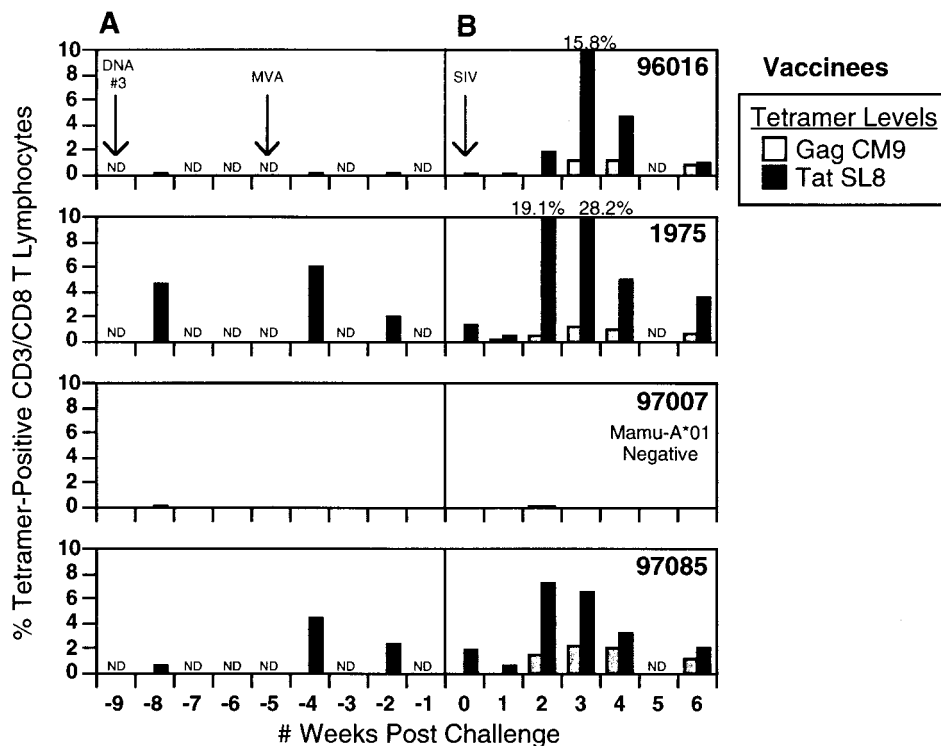 A
B
% Tetramer-Positive CD3/CD8 T Lymphocytes
10
8
6
4
2
0
DNA
#3
MVA
SIV
15.8%
96016
ND ND ND ND ND ND ND
Vaccinees
Tetramer Levels
Gag CM9
Tat SL8
10
8
6
4
2
0
19.1% 28.2%
1975
ND ND ND ND ND ND ND
10
8
6
4
2
0
97007
Mamu-A*01
Negative
10
8
6
4
2
0
97085
ND ND ND ND ND ND ND
-9 -8 -7 -6 -5 -4 -3 -2 -1 0 1 2 3 4 5 6
# Weeks Post Challenge